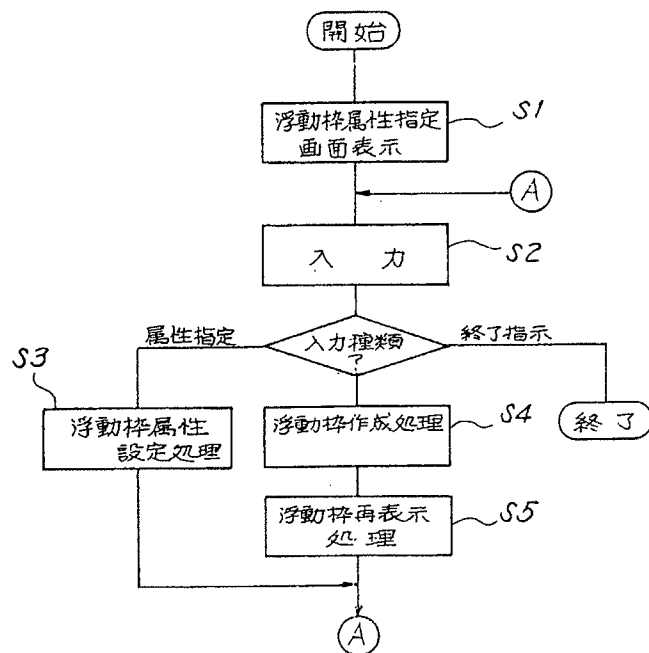 開始
浮動枠属性指定
画面表示
S1
A
入 力
S2
入力種類
?
属性指定
終了指示
S3
浮動枠属性
設定処理
浮動枠作成処理
S4
終了
浮動枠再表示
処理
S5
A